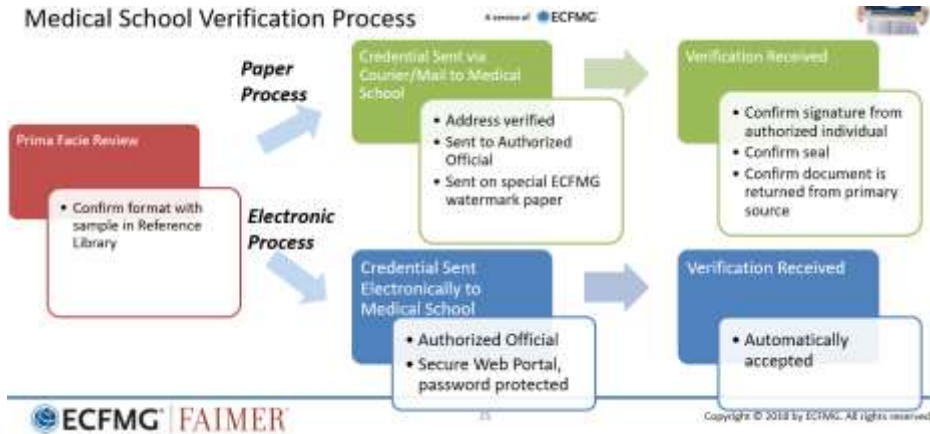 Medical School Verification Process
A service of ECFMG
Paper
Process
Credential Sent via
Courier/Mail to Medical
School
• Address verified
• Sent to Authorized
Official
• Sent on special ECFMG
watermark paper
Verification Received
• Confirm signature from
authorized individual
• Confirm seal
• Confirm document is
returned from primary
source
Prima Facie Review
• Confirm format with
sample in Reference
Library
Electronic
Process
Credential Sent
Electronically to
Medical School
• Authorized Official
• Secure Web Portal,
password protected
Verification Received
• Automatically
accepted
ECFMG | FAIMER
Copyright © 2018 by ECFMG. All rights reserved